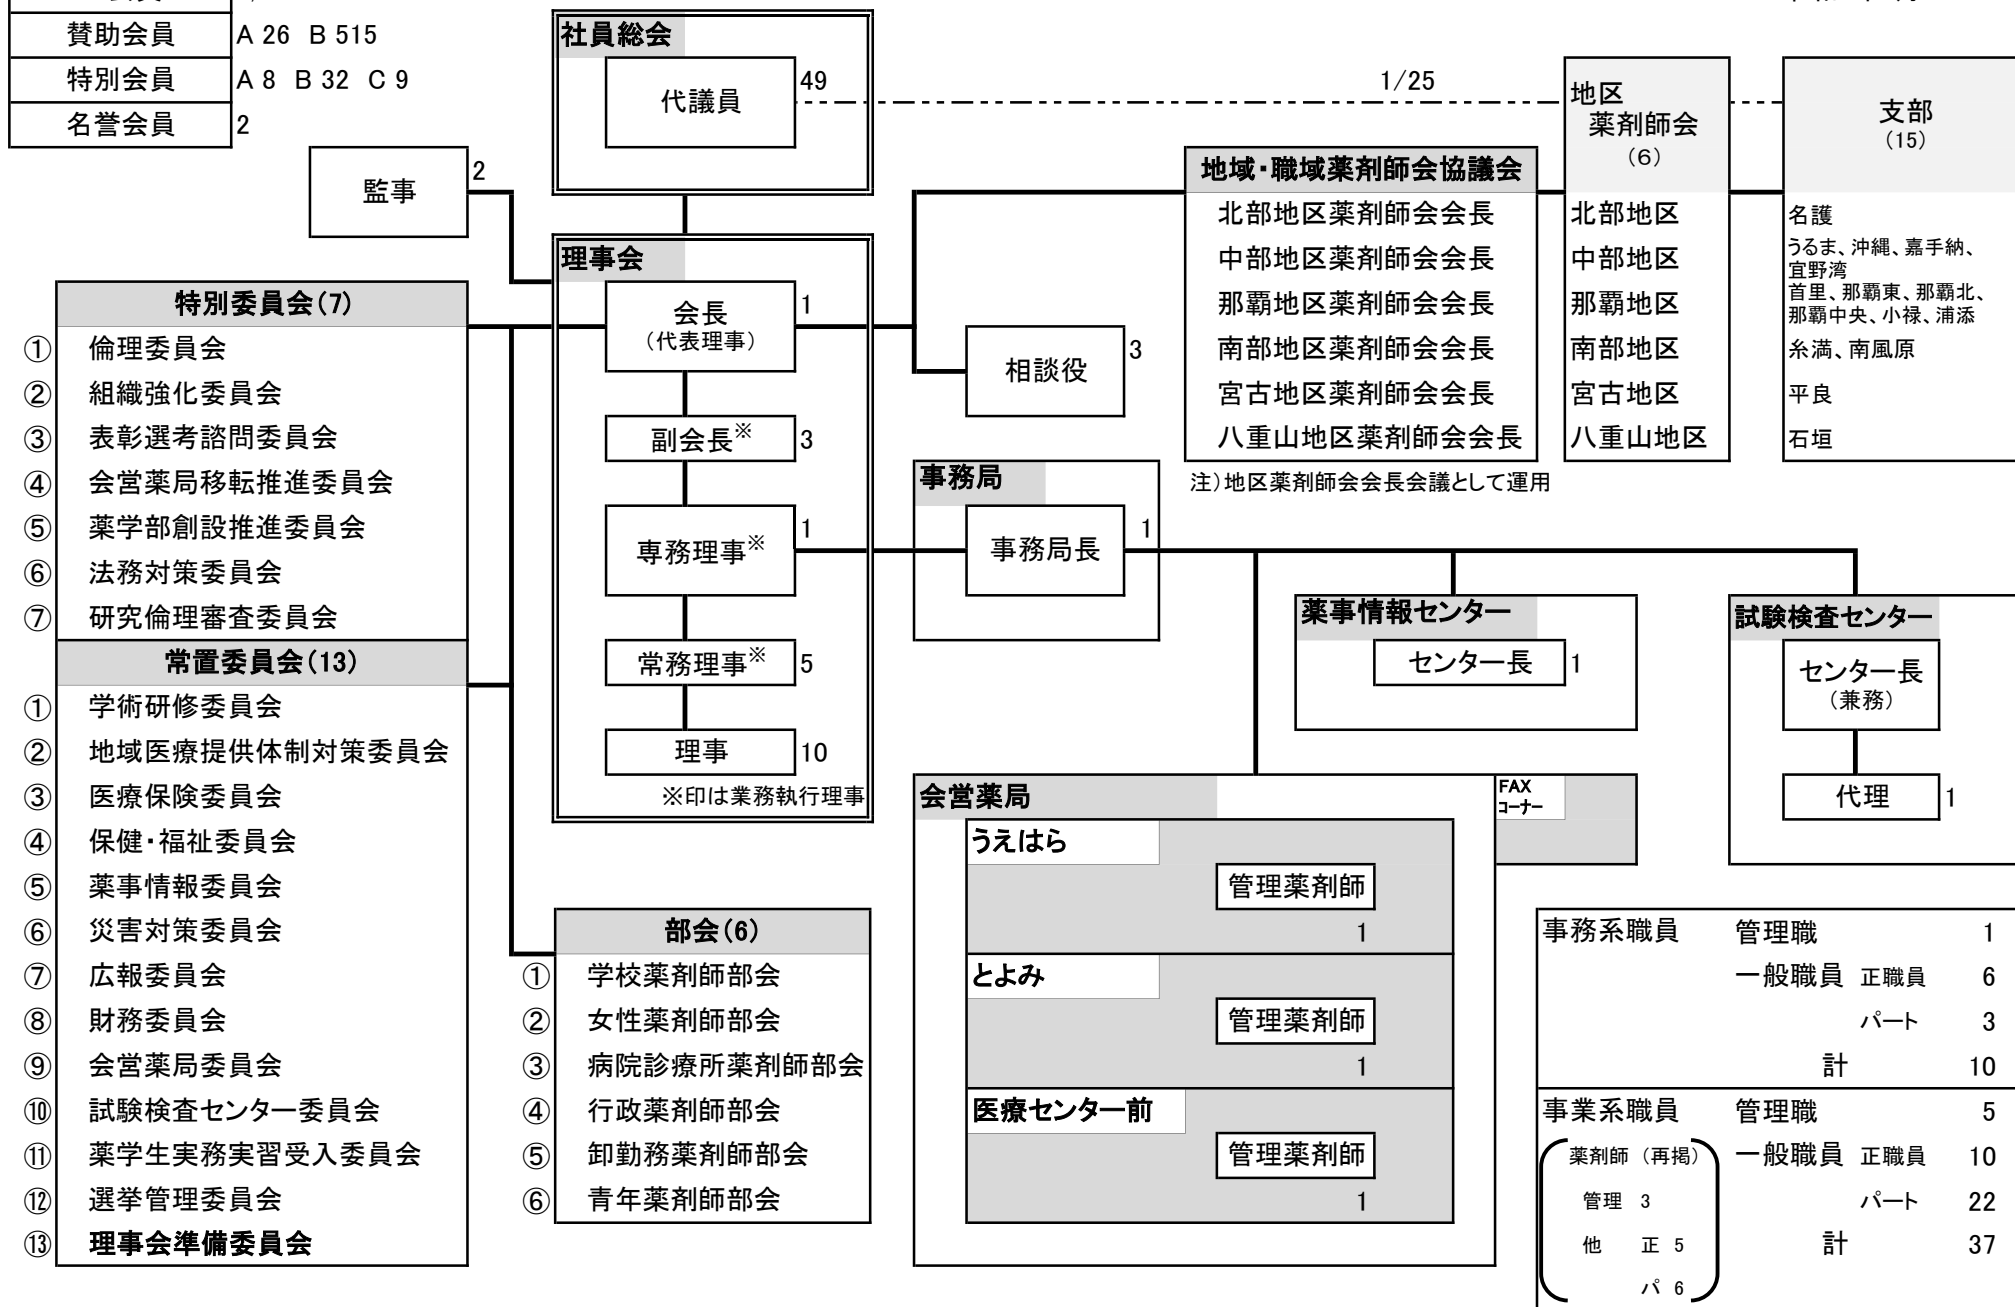 賛助会員 A 26 B 515
特別会員 A 8 B 32 C 9
名誉会員 2
社員総会
代議員 49
1/25
地区
薬剤師会
(6)
支部
(15)
監事 2
地域・職域薬剤師会協議会
北部地区薬剤師会会長 北部地区 名護
中部地区薬剤師会会長 中部地区 うるま、沖縄、嘉手納、
宜野湾
那覇地区薬剤師会会長 那覇地区 首里、那覇東、那覇北、
那覇中央、小禄、浦添
南部地区薬剤師会会長 南部地区 糸満、南風原
宮古地区薬剤師会会長 宮古地区 平良
八重山地区薬剤師会会長 八重山地区 石垣
注)地区薬剤師会会長会議として運用
理事会
会長 1
(代表理事)
副会長※ 3
専務理事※ 1
常務理事※ 5
理事 10
※印は業務執行理事
相談役 3
特別委員会(7)
① 倫理委員会
② 組織強化委員会
③ 表彰選考諮問委員会
④ 会営薬局移転推進委員会
⑤ 薬学部創設推進委員会
⑥ 法務対策委員会
⑦ 研究倫理審査委員会
常置委員会(13)
① 学術研修委員会
② 地域医療提供体制対策委員会
③ 医療保険委員会
④ 保健・福祉委員会
⑤ 薬事情報委員会
⑥ 災害対策委員会
⑦ 広報委員会
⑧ 財務委員会
⑨ 会営薬局委員会
⑩ 試験検査センター委員会
⑪ 薬学生実務実習受入委員会
⑫ 選挙管理委員会
⑬ 理事会準備委員会
部会(6)
① 学校薬剤師部会
② 女性薬剤師部会
③ 病院診療所薬剤師部会
④ 行政薬剤師部会
⑤ 卸勤務薬剤師部会
⑥ 青年薬剤師部会
事務局
事務局長 1
薬事情報センター
センター長 1
試験検査センター
センター長
(兼務)
代理 1
会営薬局
FAX
コーナー
うえはら
管理薬剤師
1
とよみ
管理薬剤師
1
医療センター前
管理薬剤師
1
事務系職員 管理職 1
一般職員 正職員 6
パート 3
計 10
事業系職員 管理職 5
薬剤師 (再掲) 一般職員 正職員 10
管理 3 パート 22
他 正 5 計 37
パ 6